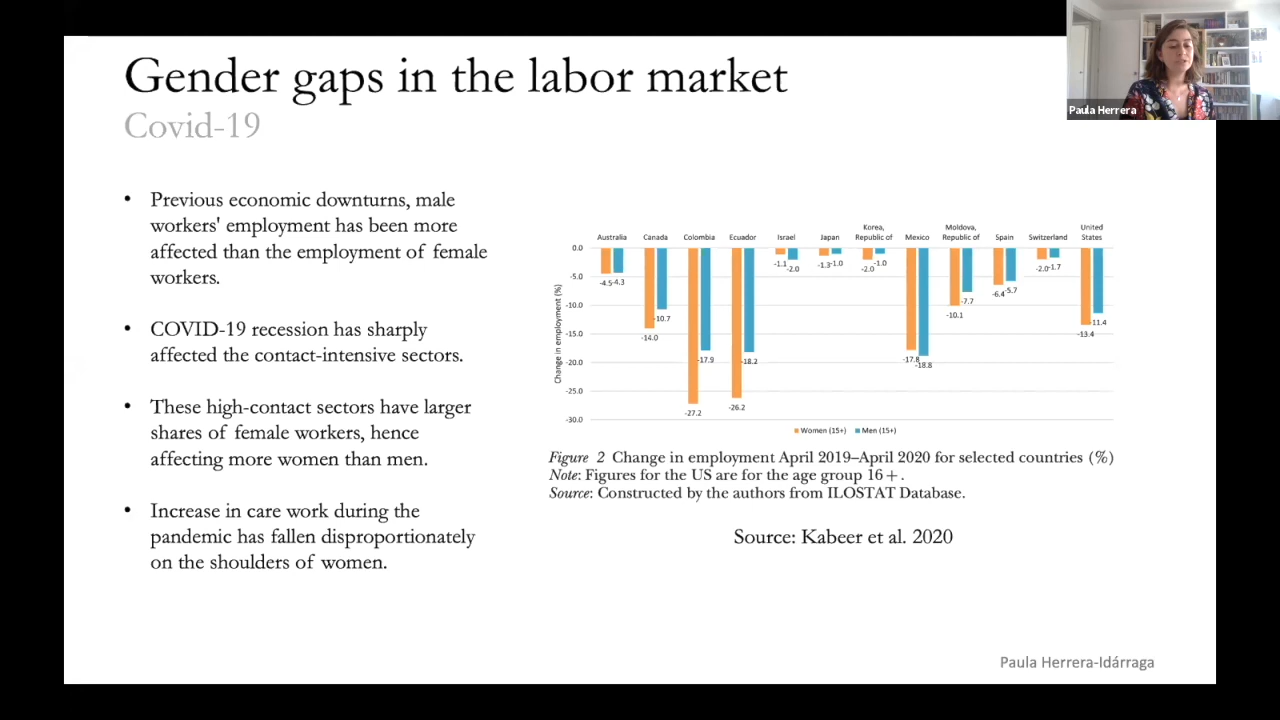 Gender gaps in the labor market
Covid-19
Paula Herrera
• Previous economic downturns, male
workers' employment has been more
affected than the employment of female
workers.
• COVID-19 recession has sharply
affected the contact-intensive sectors.
• These high-contact sectors have larger
shares of female workers, hence
affecting more women than men.
• Increase in care work during the
pandemic has fallen disproportionately
on the shoulders of women.
Australia
Canada
Colombia
Ecuador
Israel
Japan
Korea,
Republic of
Mexico
Moldova,
Republic of
Spain
Switzerland
United
States
Change in employment (%)
0.0
-5.0
-10.0
-15.0
-20.0
-25.0
-30.0
-4.5 -4.3
-14.0 -10.7
-27.2 -17.9
-26.2 -18.2
-1.1 -2.0
-1.3 -1.0
-2.0 -1.0
-17.8 -18.8
-10.1 -7.7
-6.4 -5.7
-2.0 -1.7
-13.4 -11.4
Women (15+) Men (15+)
Figure 2 Change in employment April 2019–April 2020 for selected countries (%)
Note: Figures for the US are for the age group 16+.
Source: Constructed by the authors from ILOSTAT Database.
Source: Kabeer et al. 2020
Paula Herrera-Idárraga